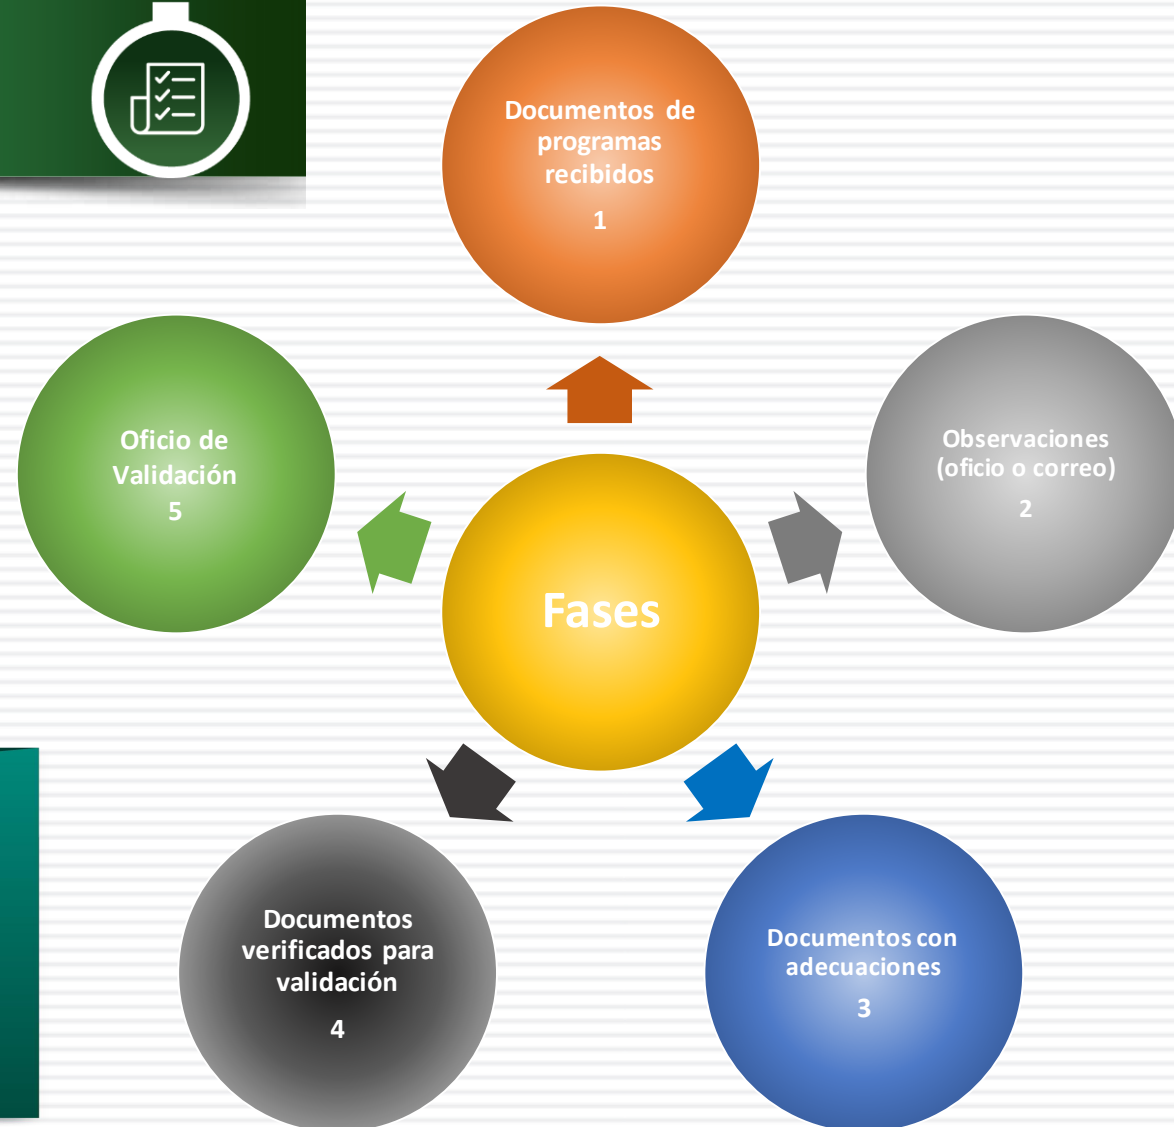 Documentos de
programas
recibidos
1
Observaciones
(oficio o correo)
2
Documentos con
adecuaciones
3
Documentos
verificados para
validación
4
Oficio de
Validación
5
Fases